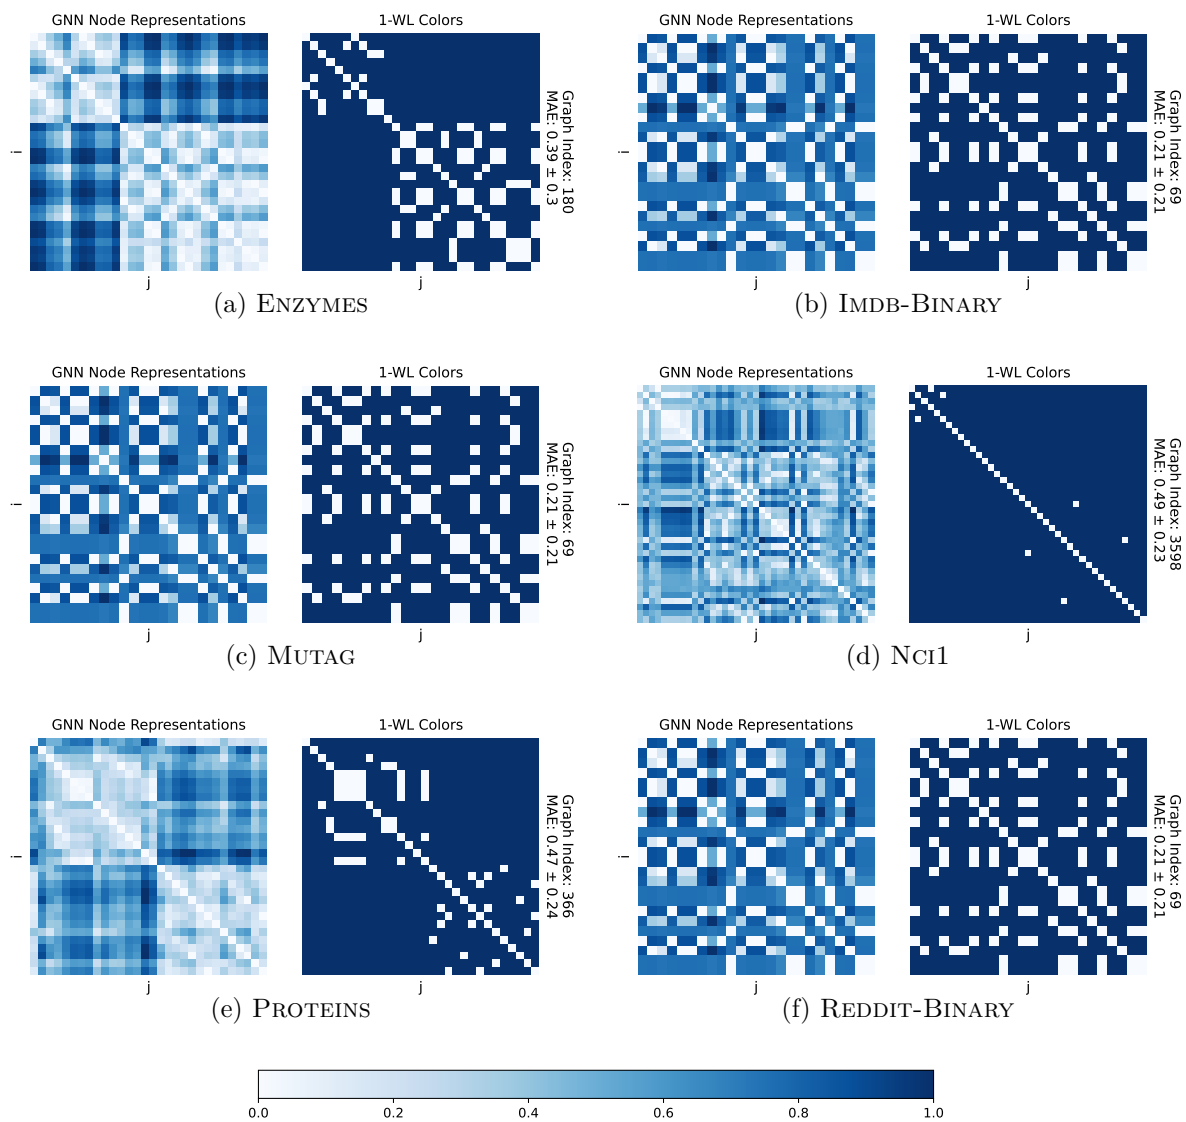 GNN Node Representations
1-WL Colors
i
j
j
Graph Index: 180
MAE: 0.39 ± 0.3
(a) Enzymes
GNN Node Representations
1-WL Colors
i
j
j
Graph Index: 69
MAE: 0.21 ± 0.21
(b) Imdb-Binary
GNN Node Representations
1-WL Colors
i
j
j
Graph Index: 69
MAE: 0.21 ± 0.21
(c) Mutag
GNN Node Representations
1-WL Colors
i
j
j
Graph Index: 3598
MAE: 0.49 ± 0.23
(d) Nci1
GNN Node Representations
1-WL Colors
i
j
j
Graph Index: 366
MAE: 0.47 ± 0.24
(e) Proteins
GNN Node Representations
1-WL Colors
i
j
j
Graph Index: 69
MAE: 0.21 ± 0.21
(f) Reddit-Binary
0.0 0.2 0.4 0.6 0.8 1.0